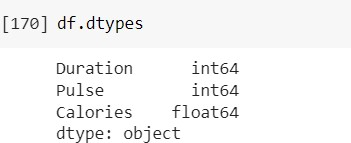 [170] df.dtypes
Duration int64
Pulse int64
Calories float64
dtype: object